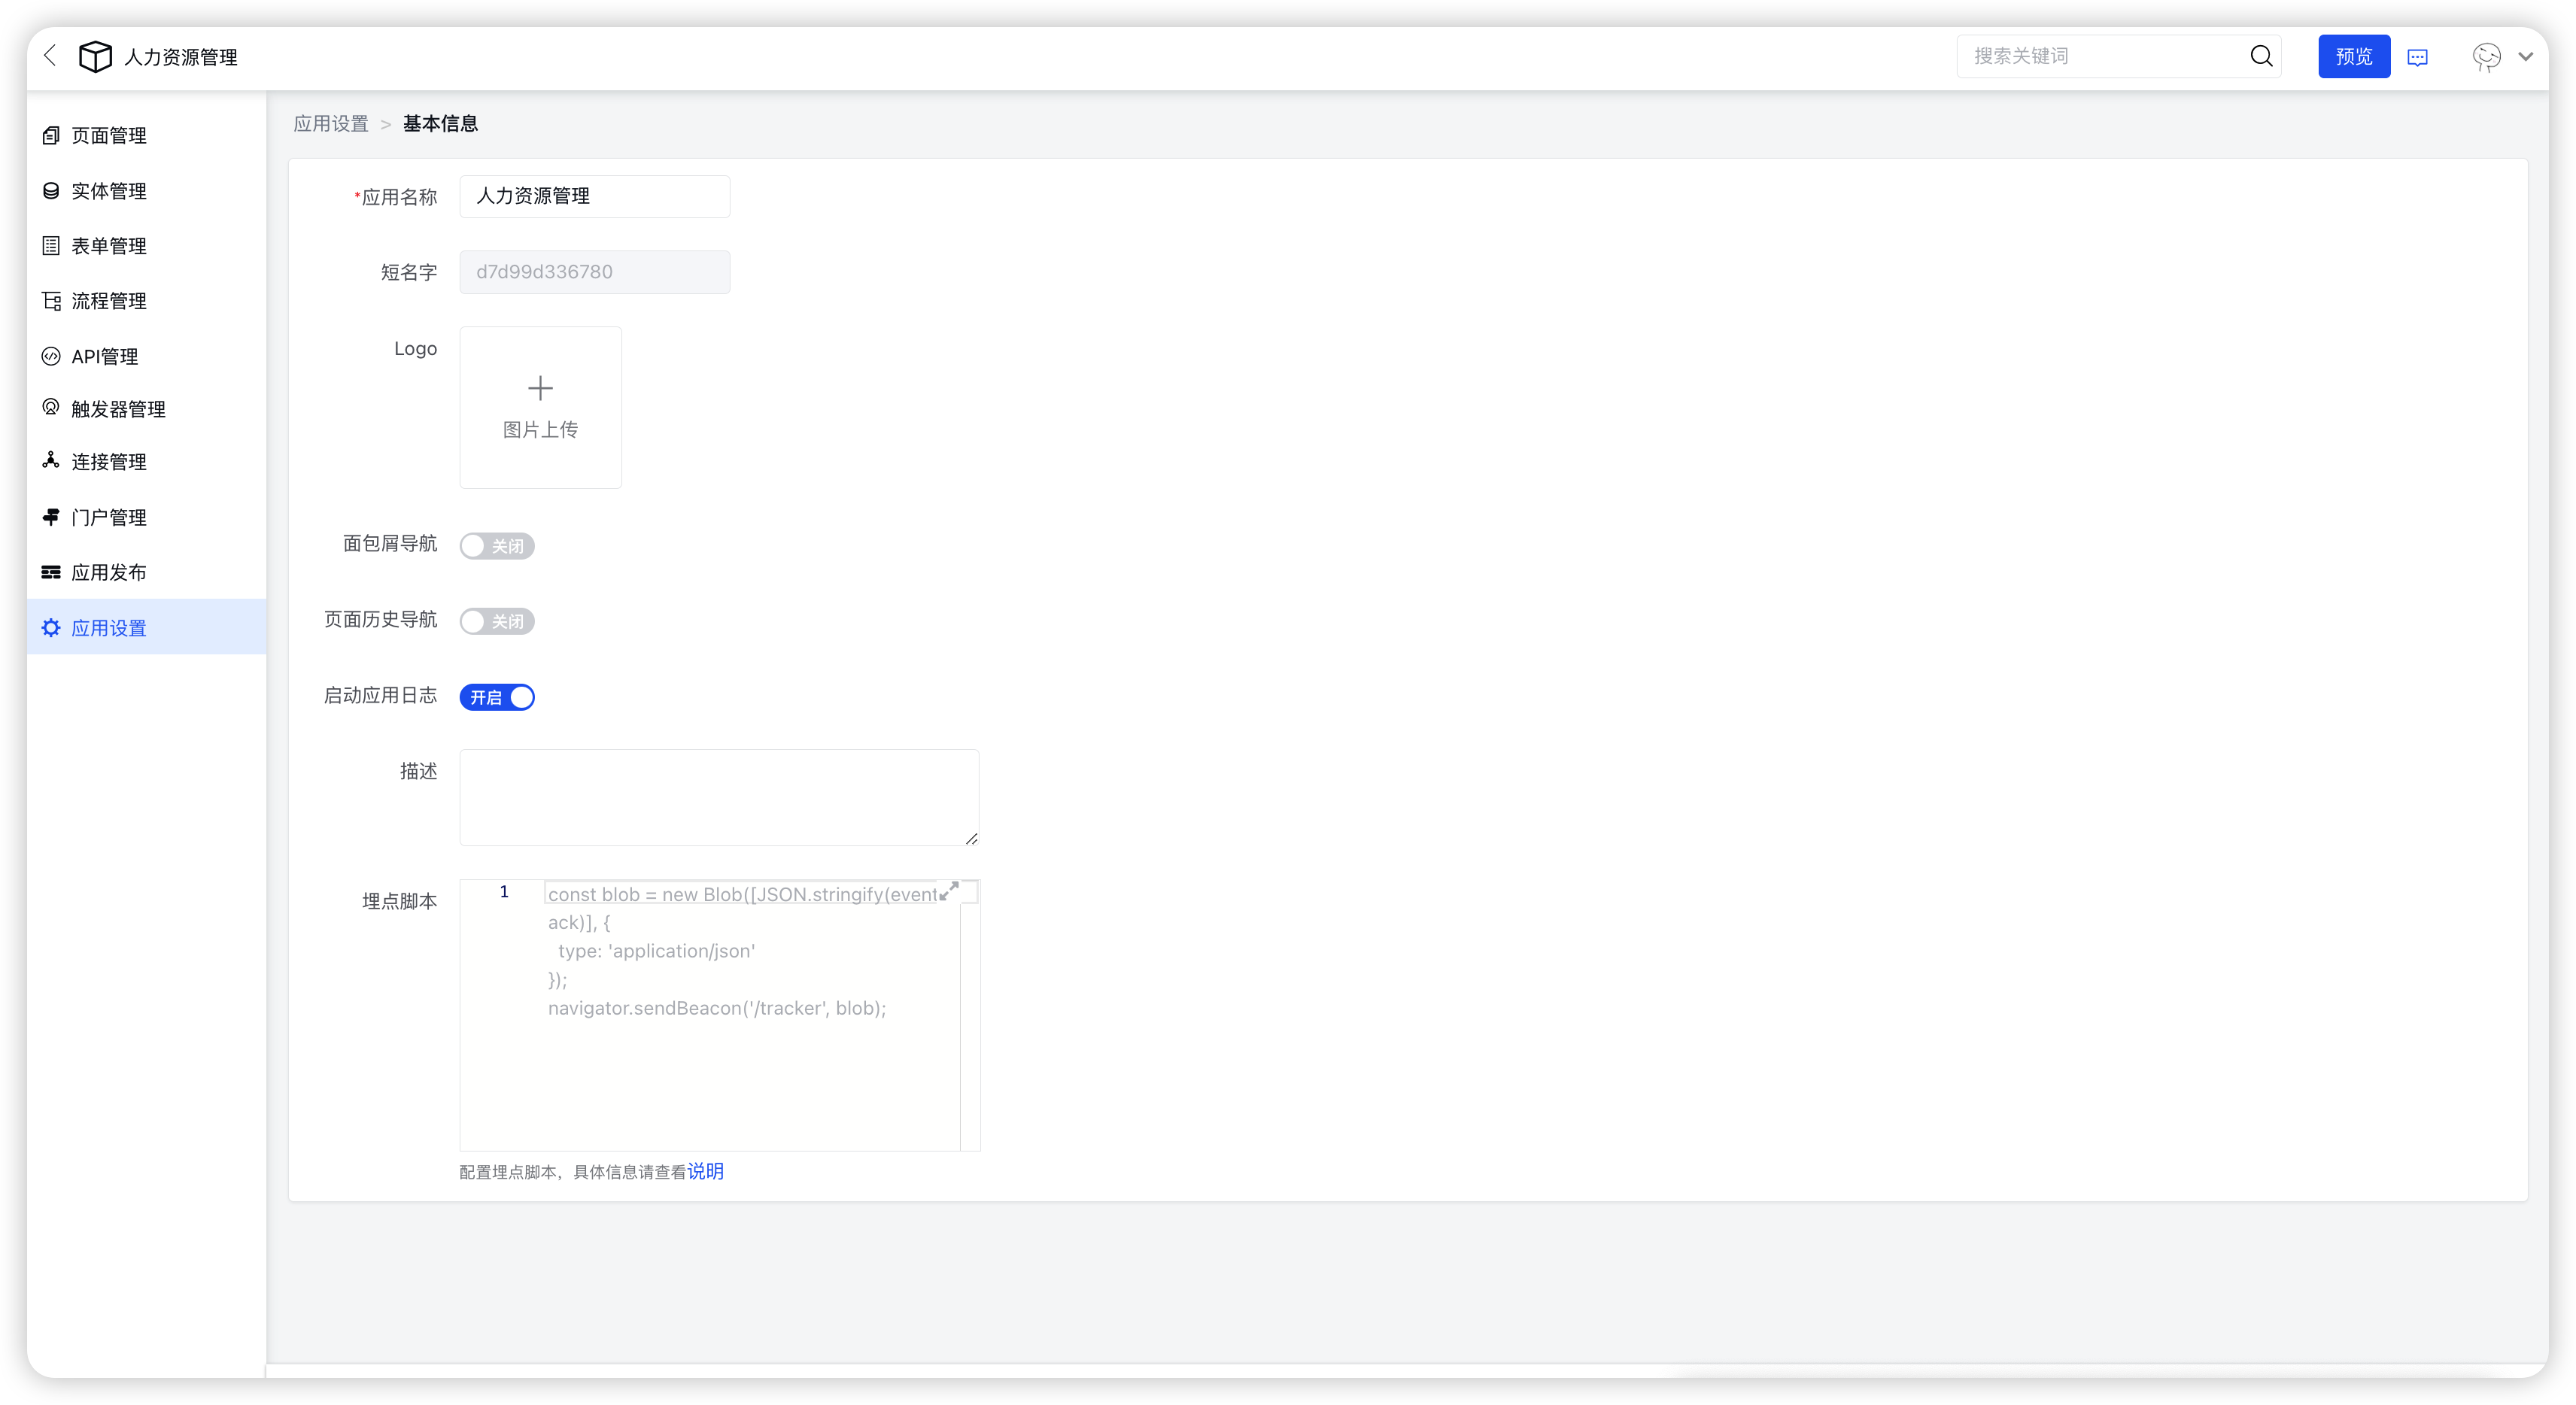 人力资源管理
搜索关键词
预览
页面管理
实体管理
表单管理
流程管理
API管理
触发器管理
连接管理
门户管理
应用发布
应用设置
应用设置 > 基本信息
*应用名称 人力资源管理
短名字 d7d99d336780
Logo
图片上传
面包屑导航 关闭
页面历史导航 关闭
启动应用日志 开启
描述
埋点脚本
1 const blob = new Blob([JSON.stringify(event
ack)], {
type: 'application/json'
});
navigator.sendBeacon('/tracker', blob);
配置埋点脚本，具体信息请查看说明